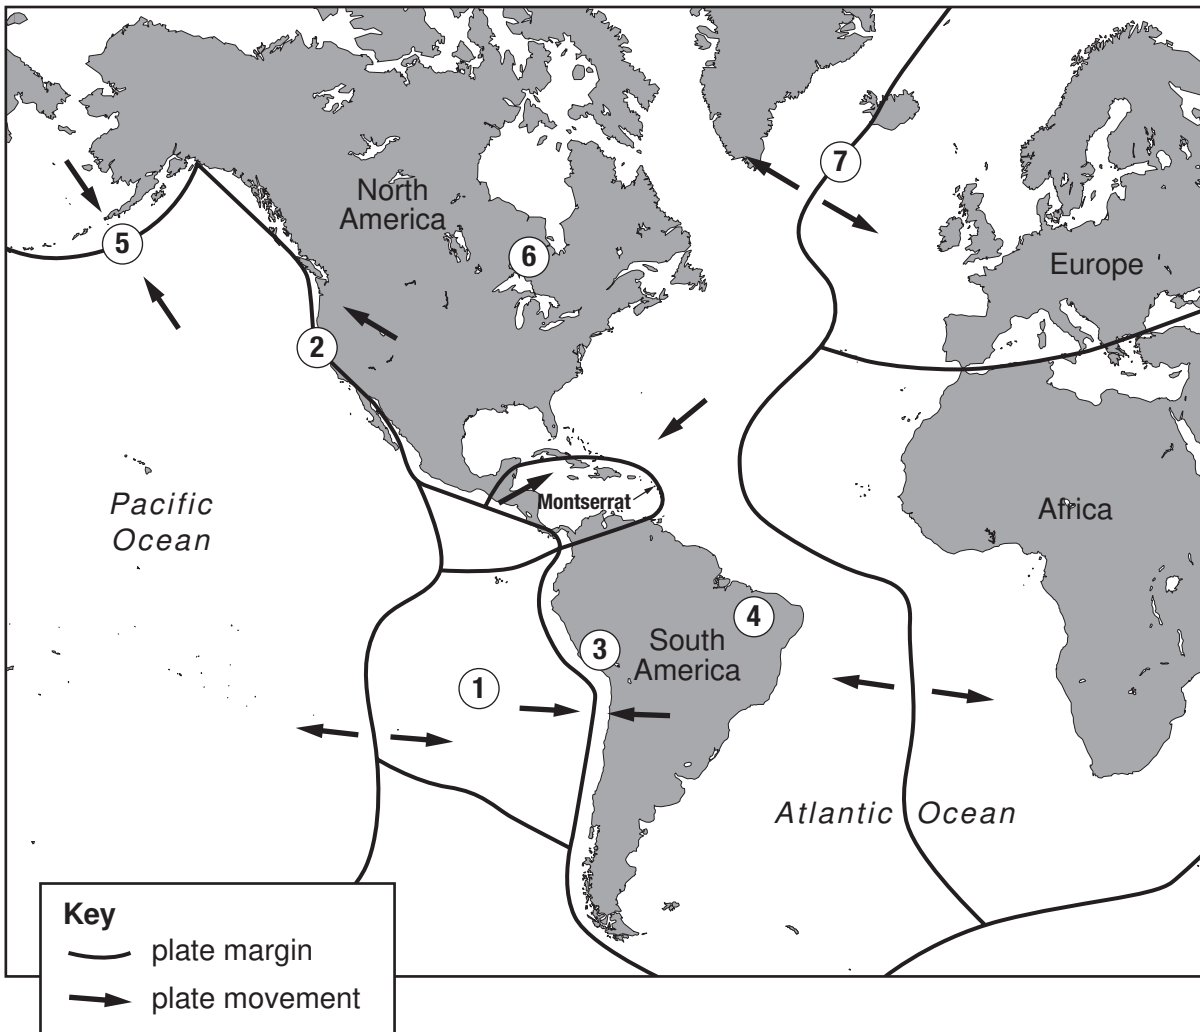 7
North
America
5
6
Europe
2
Montserrat
Pacific
Ocean
Africa
4
3
South
America
1
Atlantic Ocean
Key
plate margin
plate movement